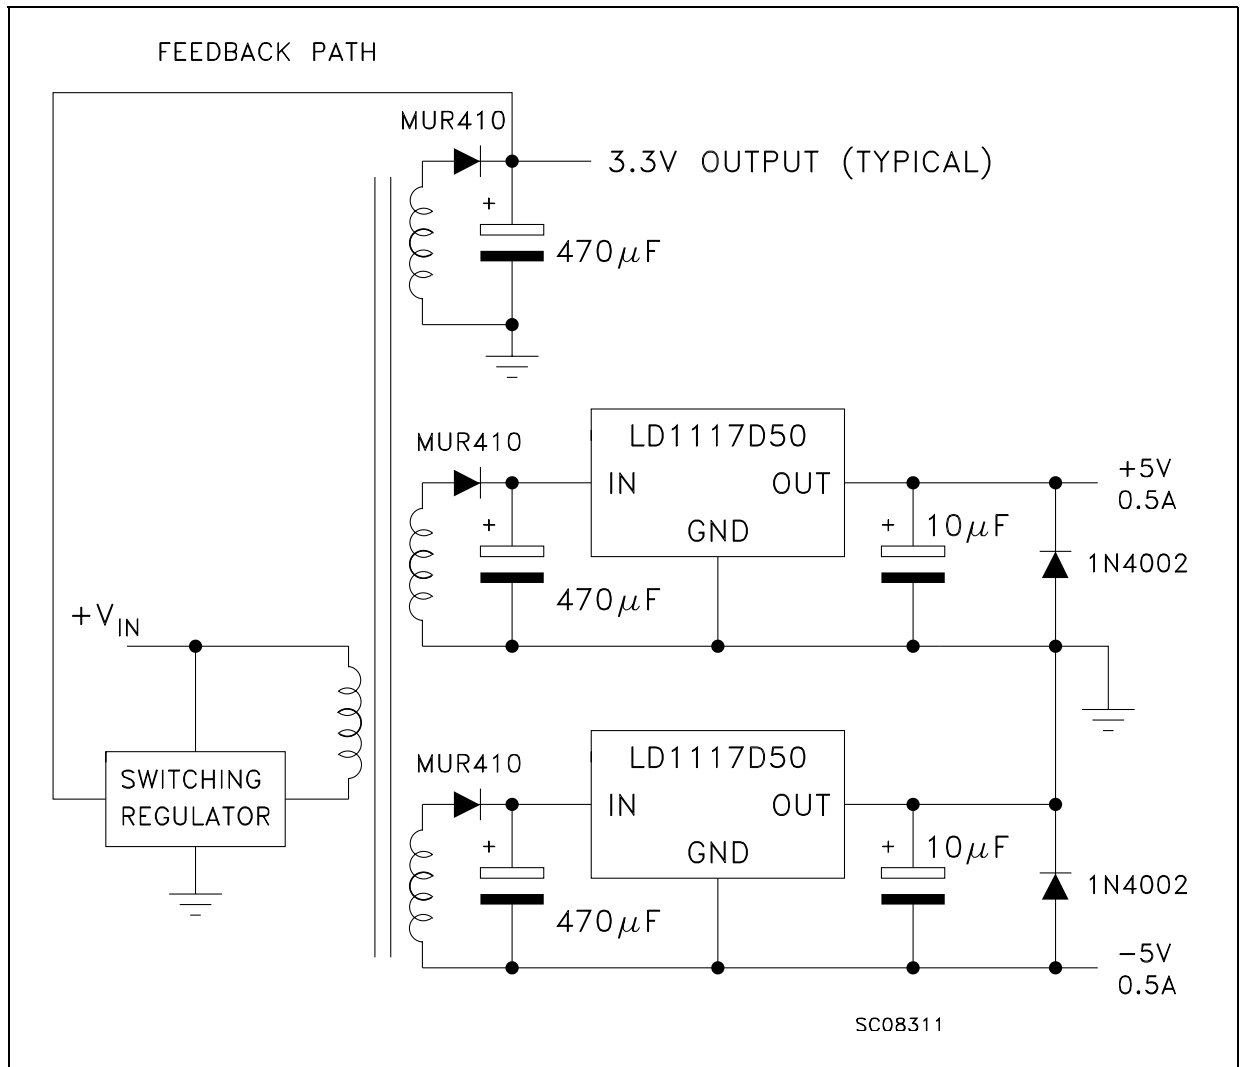 FEEDBACK PATH
MUR410
3.3V OUTPUT (TYPICAL)
+
470μF
MUR410
LD1117D50
IN
OUT
GND
+
470μF
+
10μF
+5V
0.5A
1N4002
+VIN
SWITCHING
REGULATOR
MUR410
LD1117D50
IN
OUT
GND
+
470μF
+
10μF
1N4002
−5V
0.5A
SC08311